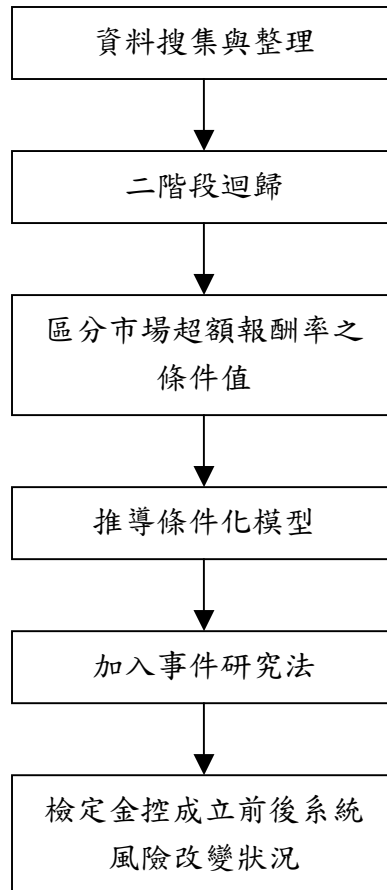 資料搜集與整理
二階段迴歸
區分市場超額報酬率之
條件值
推導條件化模型
加入事件研究法
檢定金控成立前後系統
風險改變狀況